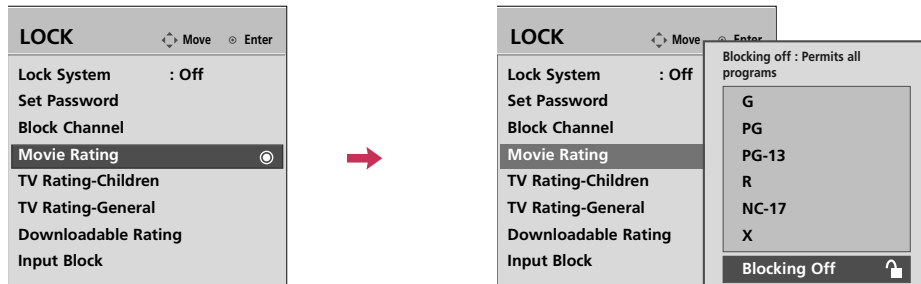 LOCK Move Enter
Lock System : Off
Set Password
Block Channel
Movie Rating
TV Rating-Children
TV Rating-General
Downloadable Rating
Input Block
LOCK Move Enter
Lock System : Off
Set Password
Block Channel
Movie Rating
TV Rating-Children
TV Rating-General
Downloadable Rating
Input Block
Blocking off : Permits all
programs
G
PG
PG-13
R
NC-17
X
Blocking Off